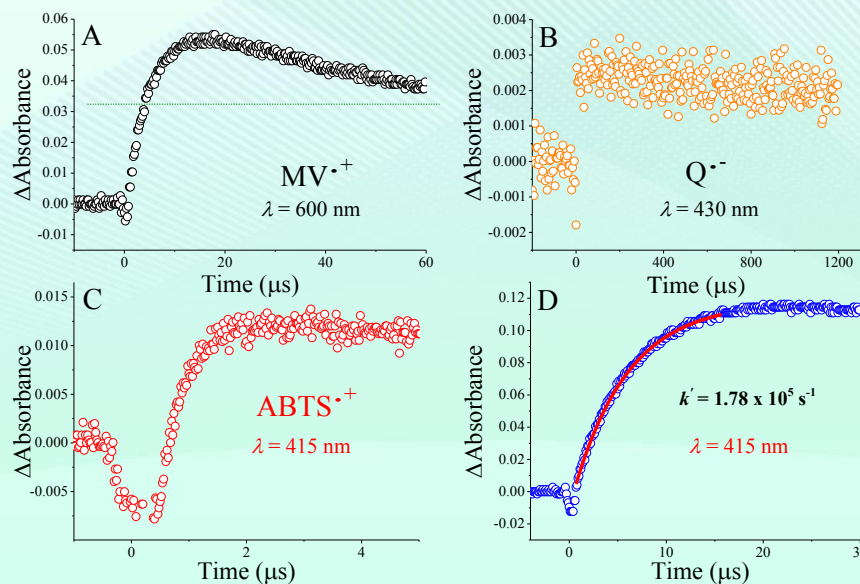 A
ΔAbsorbance
0.06
0.05
0.04
0.03
0.02
0.01
0.00
-0.01
MV•+
λ = 600 nm
0 20 40 60
Time (μs)
B
ΔAbsorbance
0.004
0.003
0.002
0.001
0.000
-0.001
-0.002
Q•-
λ = 430 nm
0 400 800 1200
Time (μs)
C
ΔAbsorbance
0.015
0.010
0.005
0.000
-0.005
ABTS•+
λ = 415 nm
0 2 4
Time (μs)
D
ΔAbsorbance
0.12
0.10
0.08
0.06
0.04
0.02
0.00
-0.02
k' = 1.78 x 10⁵ s⁻¹
λ = 415 nm
0 10 20
Time (μs)